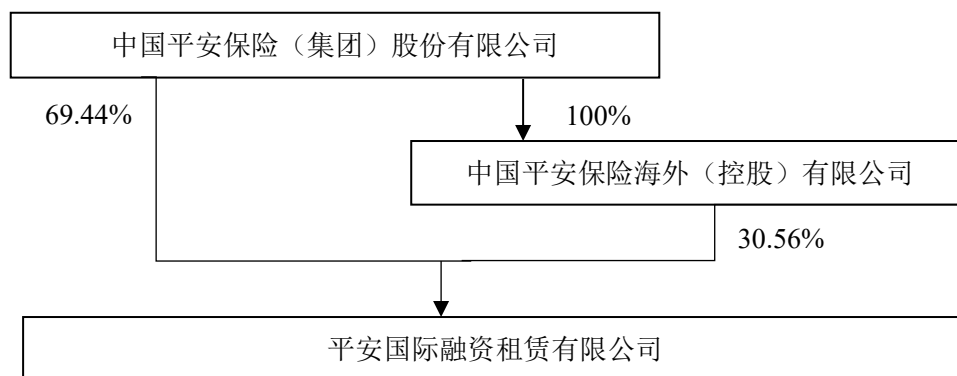 中国平安保险（集团）股份有限公司
69.44%
100%
中国平安保险海外（控股）有限公司
30.56%
平安国际融资租赁有限公司